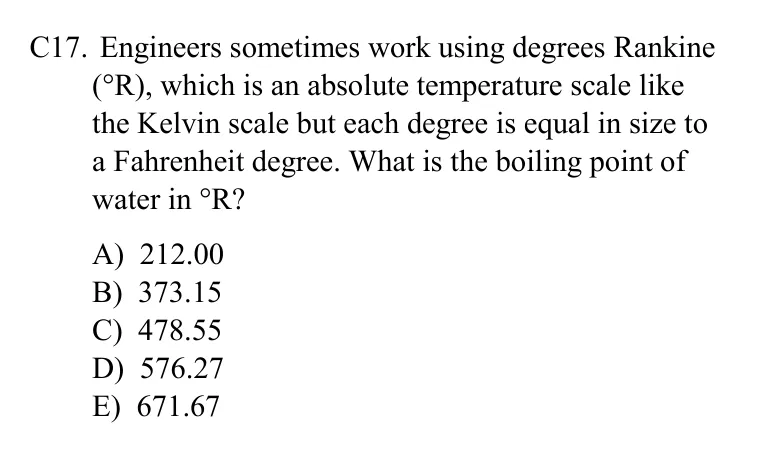 C17. Engineers sometimes work using degrees Rankine
(°R), which is an absolute temperature scale like
the Kelvin scale but each degree is equal in size to
a Fahrenheit degree. What is the boiling point of
water in °R?
A) 212.00
B) 373.15
C) 478.55
D) 576.27
E) 671.67